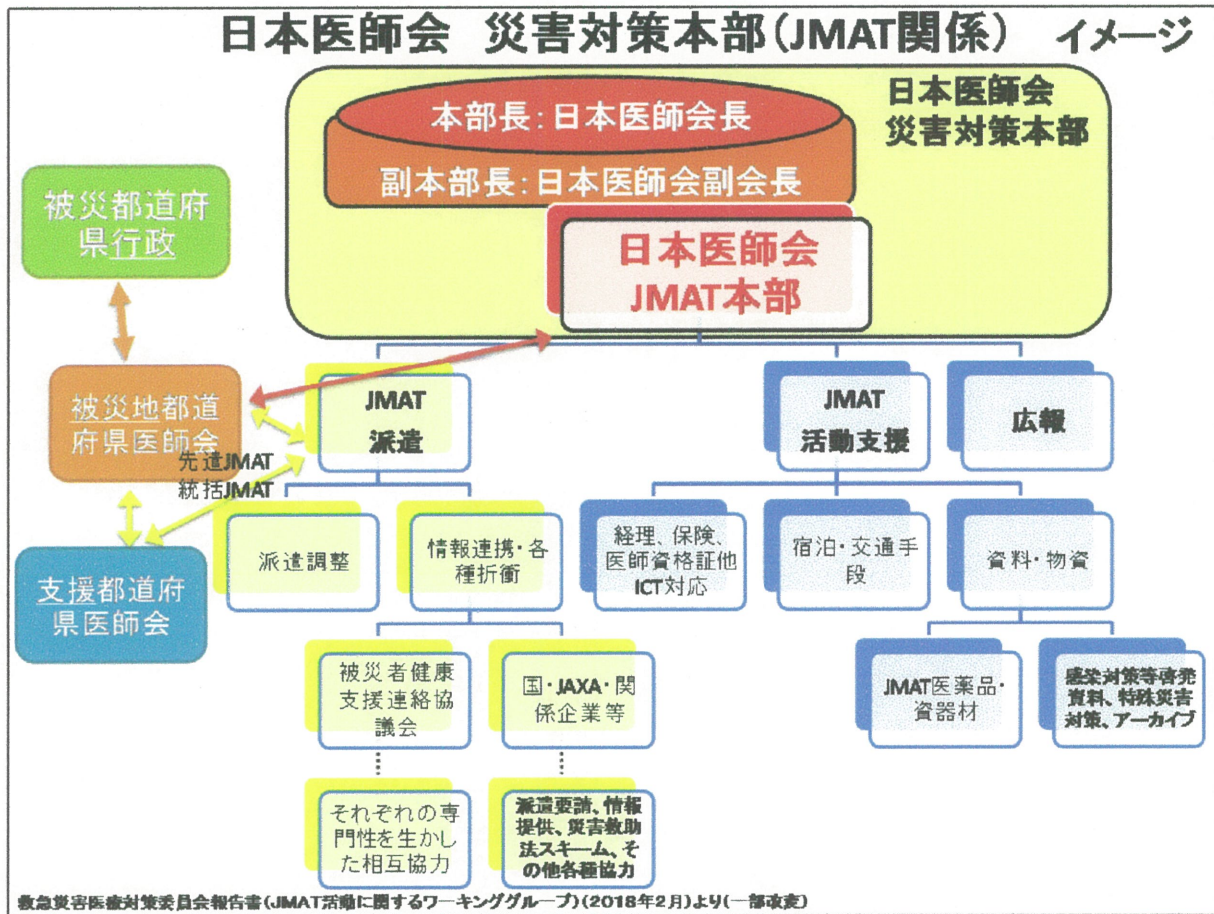 日本医師会 災害対策本部(JMAT関係) イメージ
日本医師会
災害対策本部
本部長:日本医師会長
副本部長:日本医師会副会長
日本医師会
JMAT本部
被災都道府
県行政
被災地都道
府県医師会
先遣JMAT
統括JMAT
支援都道府
県医師会
JMAT
派遣
JMAT
活動支援
広報
派遣調整
情報連携・各
種折衝
経理、保険、
医師資格証他
ICT対応
宿泊・交通手
段
資料・物資
被災者健康
支援連絡協
議会
国・JAXA・関
係企業等
JMAT医薬品・
資器材
感染対策等啓発
資料、特殊災害
対策、アーカイブ
それぞれの専
門性を生かし
た相互協力
派遣要請、情報
提供、災害救助
法スキーム、そ
の他各種協力
救急災害医療対策委員会報告書(JMAT活動に関するワーキンググループ)(2018年2月)より(一部改変)